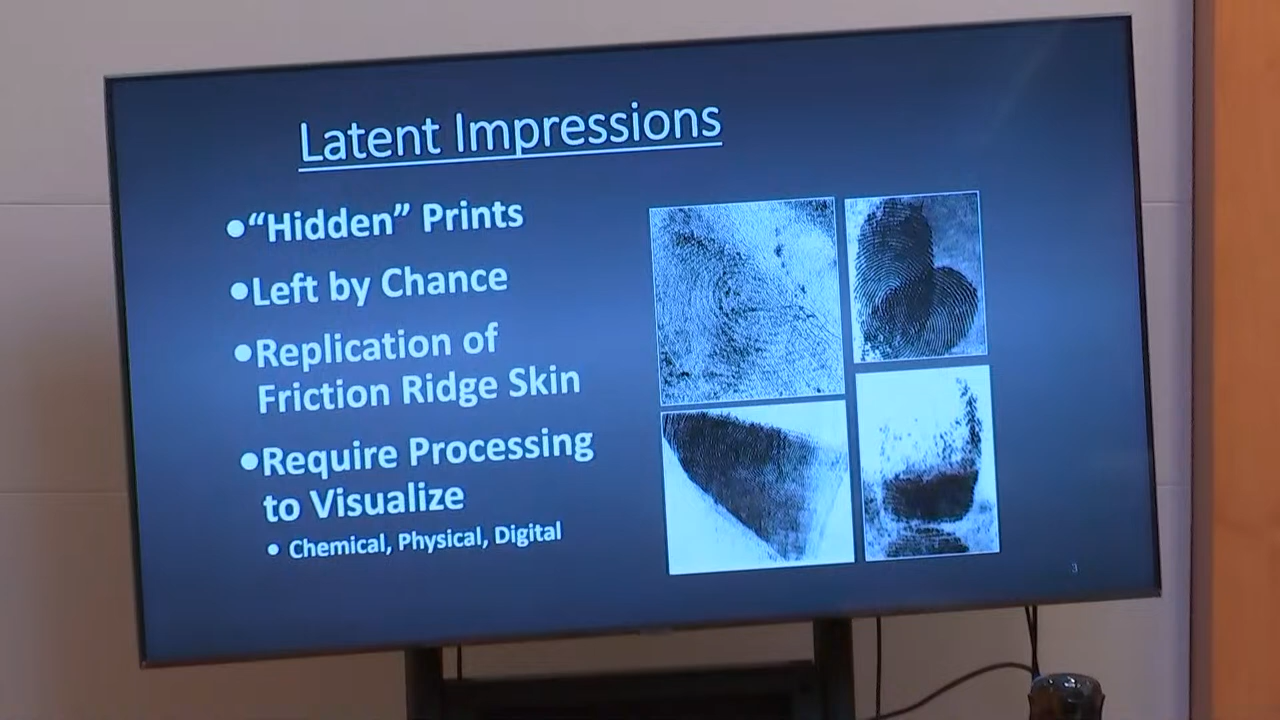 Latent Impressions
•“Hidden” Prints
•Left by Chance
•Replication of
Friction Ridge Skin
•Require Processing
to Visualize
• Chemical, Physical, Digital
3